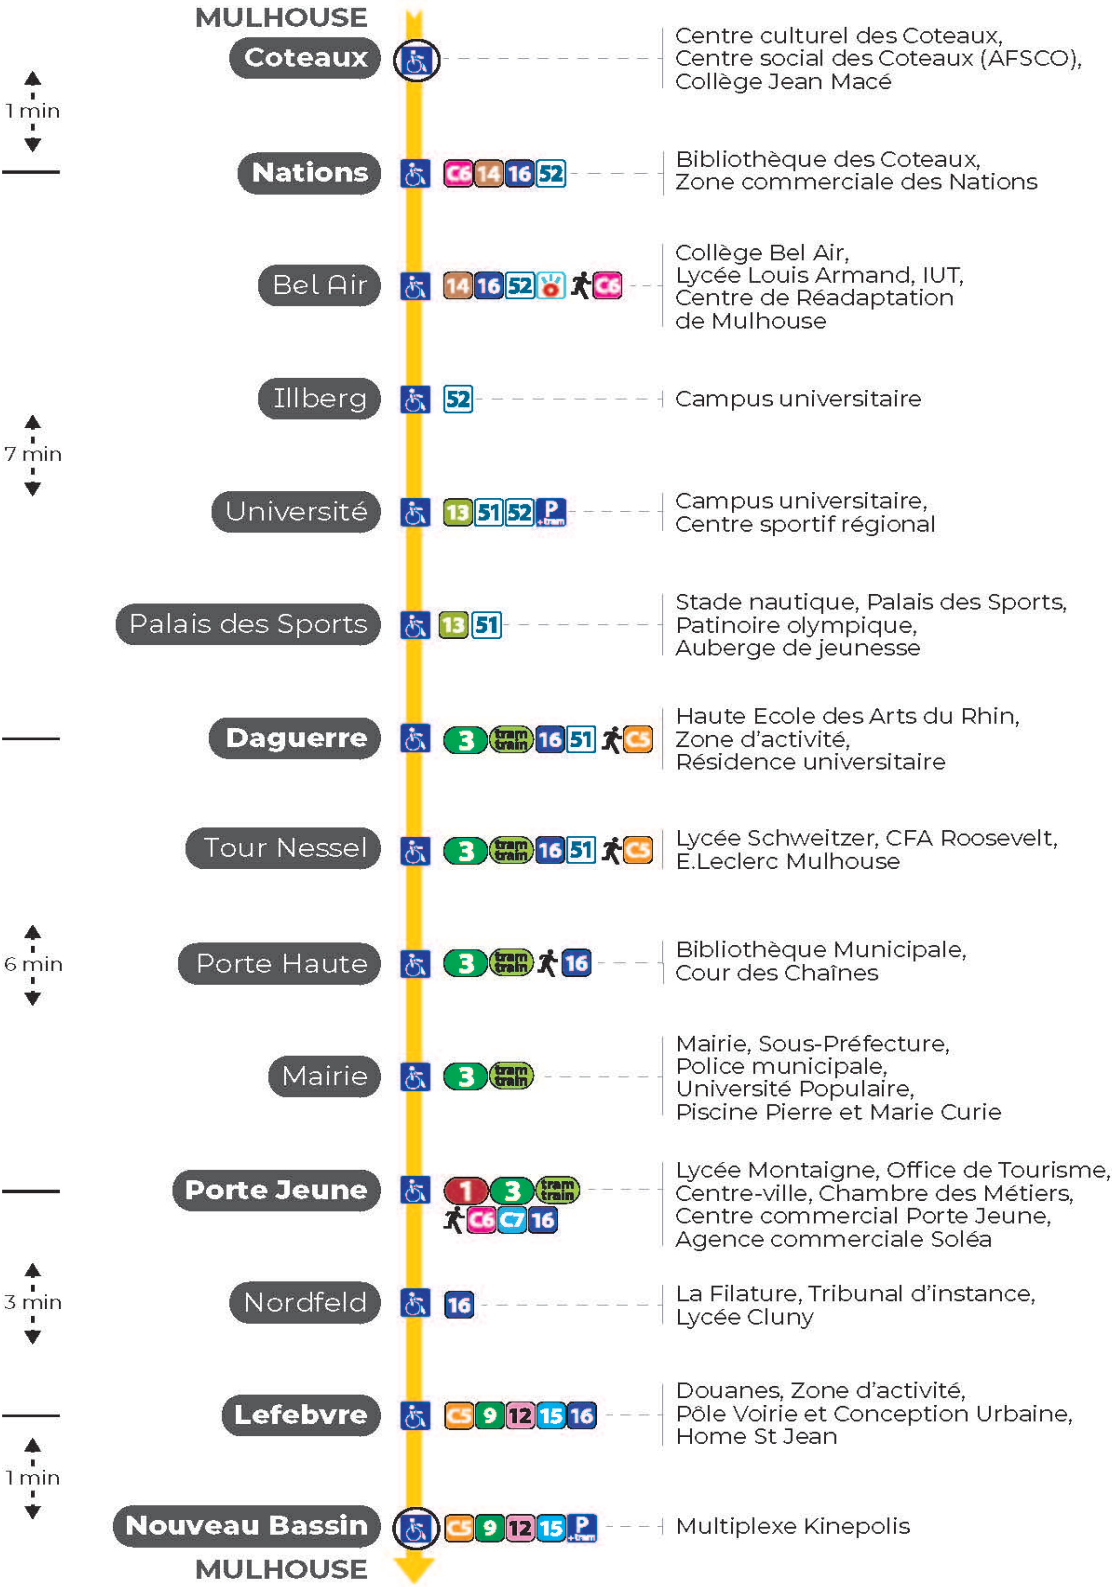 MULHOUSE
Coteaux
Centre culturel des Coteaux,
Centre social des Coteaux (AFSCO),
Collège Jean Macé
1 min
Nations
C6 14 16 52
Bibliothèque des Coteaux,
Zone commerciale des Nations
Bel Air
14 16 52 C6
Collège Bel Air,
Lycée Louis Armand, IUT,
Centre de Réadaptation
de Mulhouse
Illberg
52
Campus universitaire
7 min
Université
13 51 52 P
+tram
Campus universitaire,
Centre sportif régional
Palais des Sports
13 51
Stade nautique, Palais des Sports,
Patinoire olympique,
Auberge de jeunesse
Daguerre
3 tram train 16 51 C5
Haute Ecole des Arts du Rhin,
Zone d'activité,
Résidence universitaire
Tour Nessel
3 tram train 16 51 C5
Lycée Schweitzer, CFA Roosevelt,
E.Leclerc Mulhouse
6 min
Porte Haute
3 tram train 16
Bibliothèque Municipale,
Cour des Chaînes
Mairie
3 tram train
Mairie, Sous-Préfecture,
Police municipale,
Université Populaire,
Piscine Pierre et Marie Curie
Porte Jeune
1 3 tram train
C6 C7 16
Lycée Montaigne, Office de Tourisme,
Centre-ville, Chambre des Métiers,
Centre commercial Porte Jeune,
Agence commerciale Soléa
3 min
Nordfeld
16
La Filature, Tribunal d'instance,
Lycée Cluny
Lefebvre
C5 9 12 15 16
Douanes, Zone d'activité,
Pôle Voirie et Conception Urbaine,
Home St Jean
1 min
Nouveau Bassin
C5 9 12 15 P
+tram
Multiplexe Kinepolis
MULHOUSE